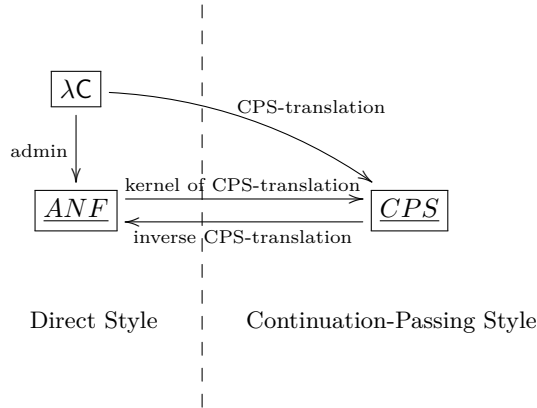 λC
CPS-translation
admin
kernel of CPS-translation
ANF
CPS
inverse CPS-translation
Direct Style
Continuation-Passing Style